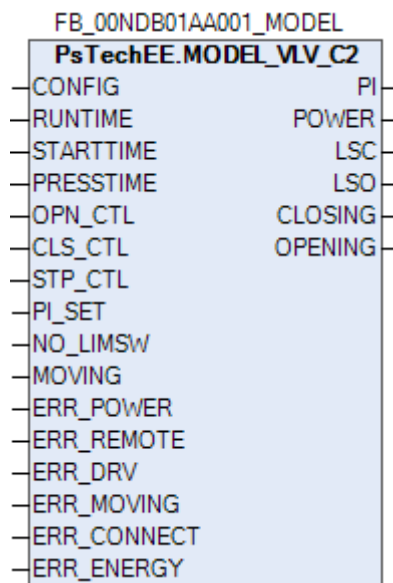 FB_00NDB01AA001_MODEL
PsTechEE.MODEL_VLV_C2
CONFIG PI
RUNTIME POWER
STARTTIME LSC
PRESSTIME LSO
OPN_CTL CLOSING
CLS_CTL OPENING
STP_CTL
PI_SET
NO_LIMSW
MOVING
ERR_POWER
ERR_REMOTE
ERR_DRV
ERR_MOVING
ERR_CONNECT
ERR_ENERGY